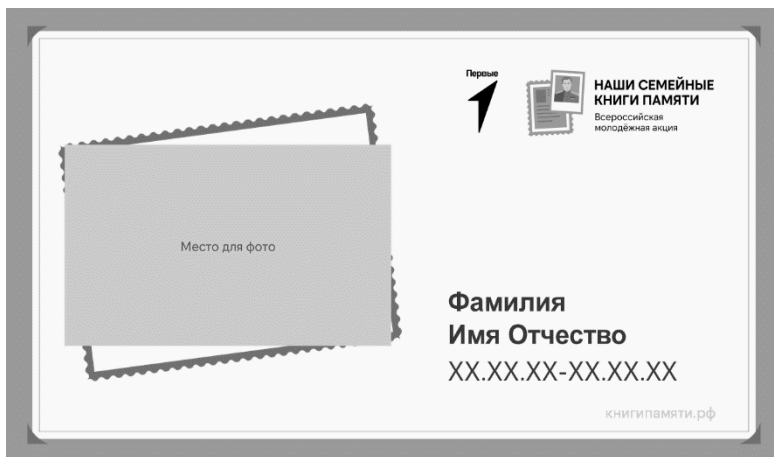 Первые
НАШИ СЕМЕЙНЫЕ
КНИГИ ПАМЯТИ
Всероссийская
молодёжная акция
Место для фото
Фамилия
Имя Отчество
XX.XX.XX-XX.XX.XX
книгипамяти.рф